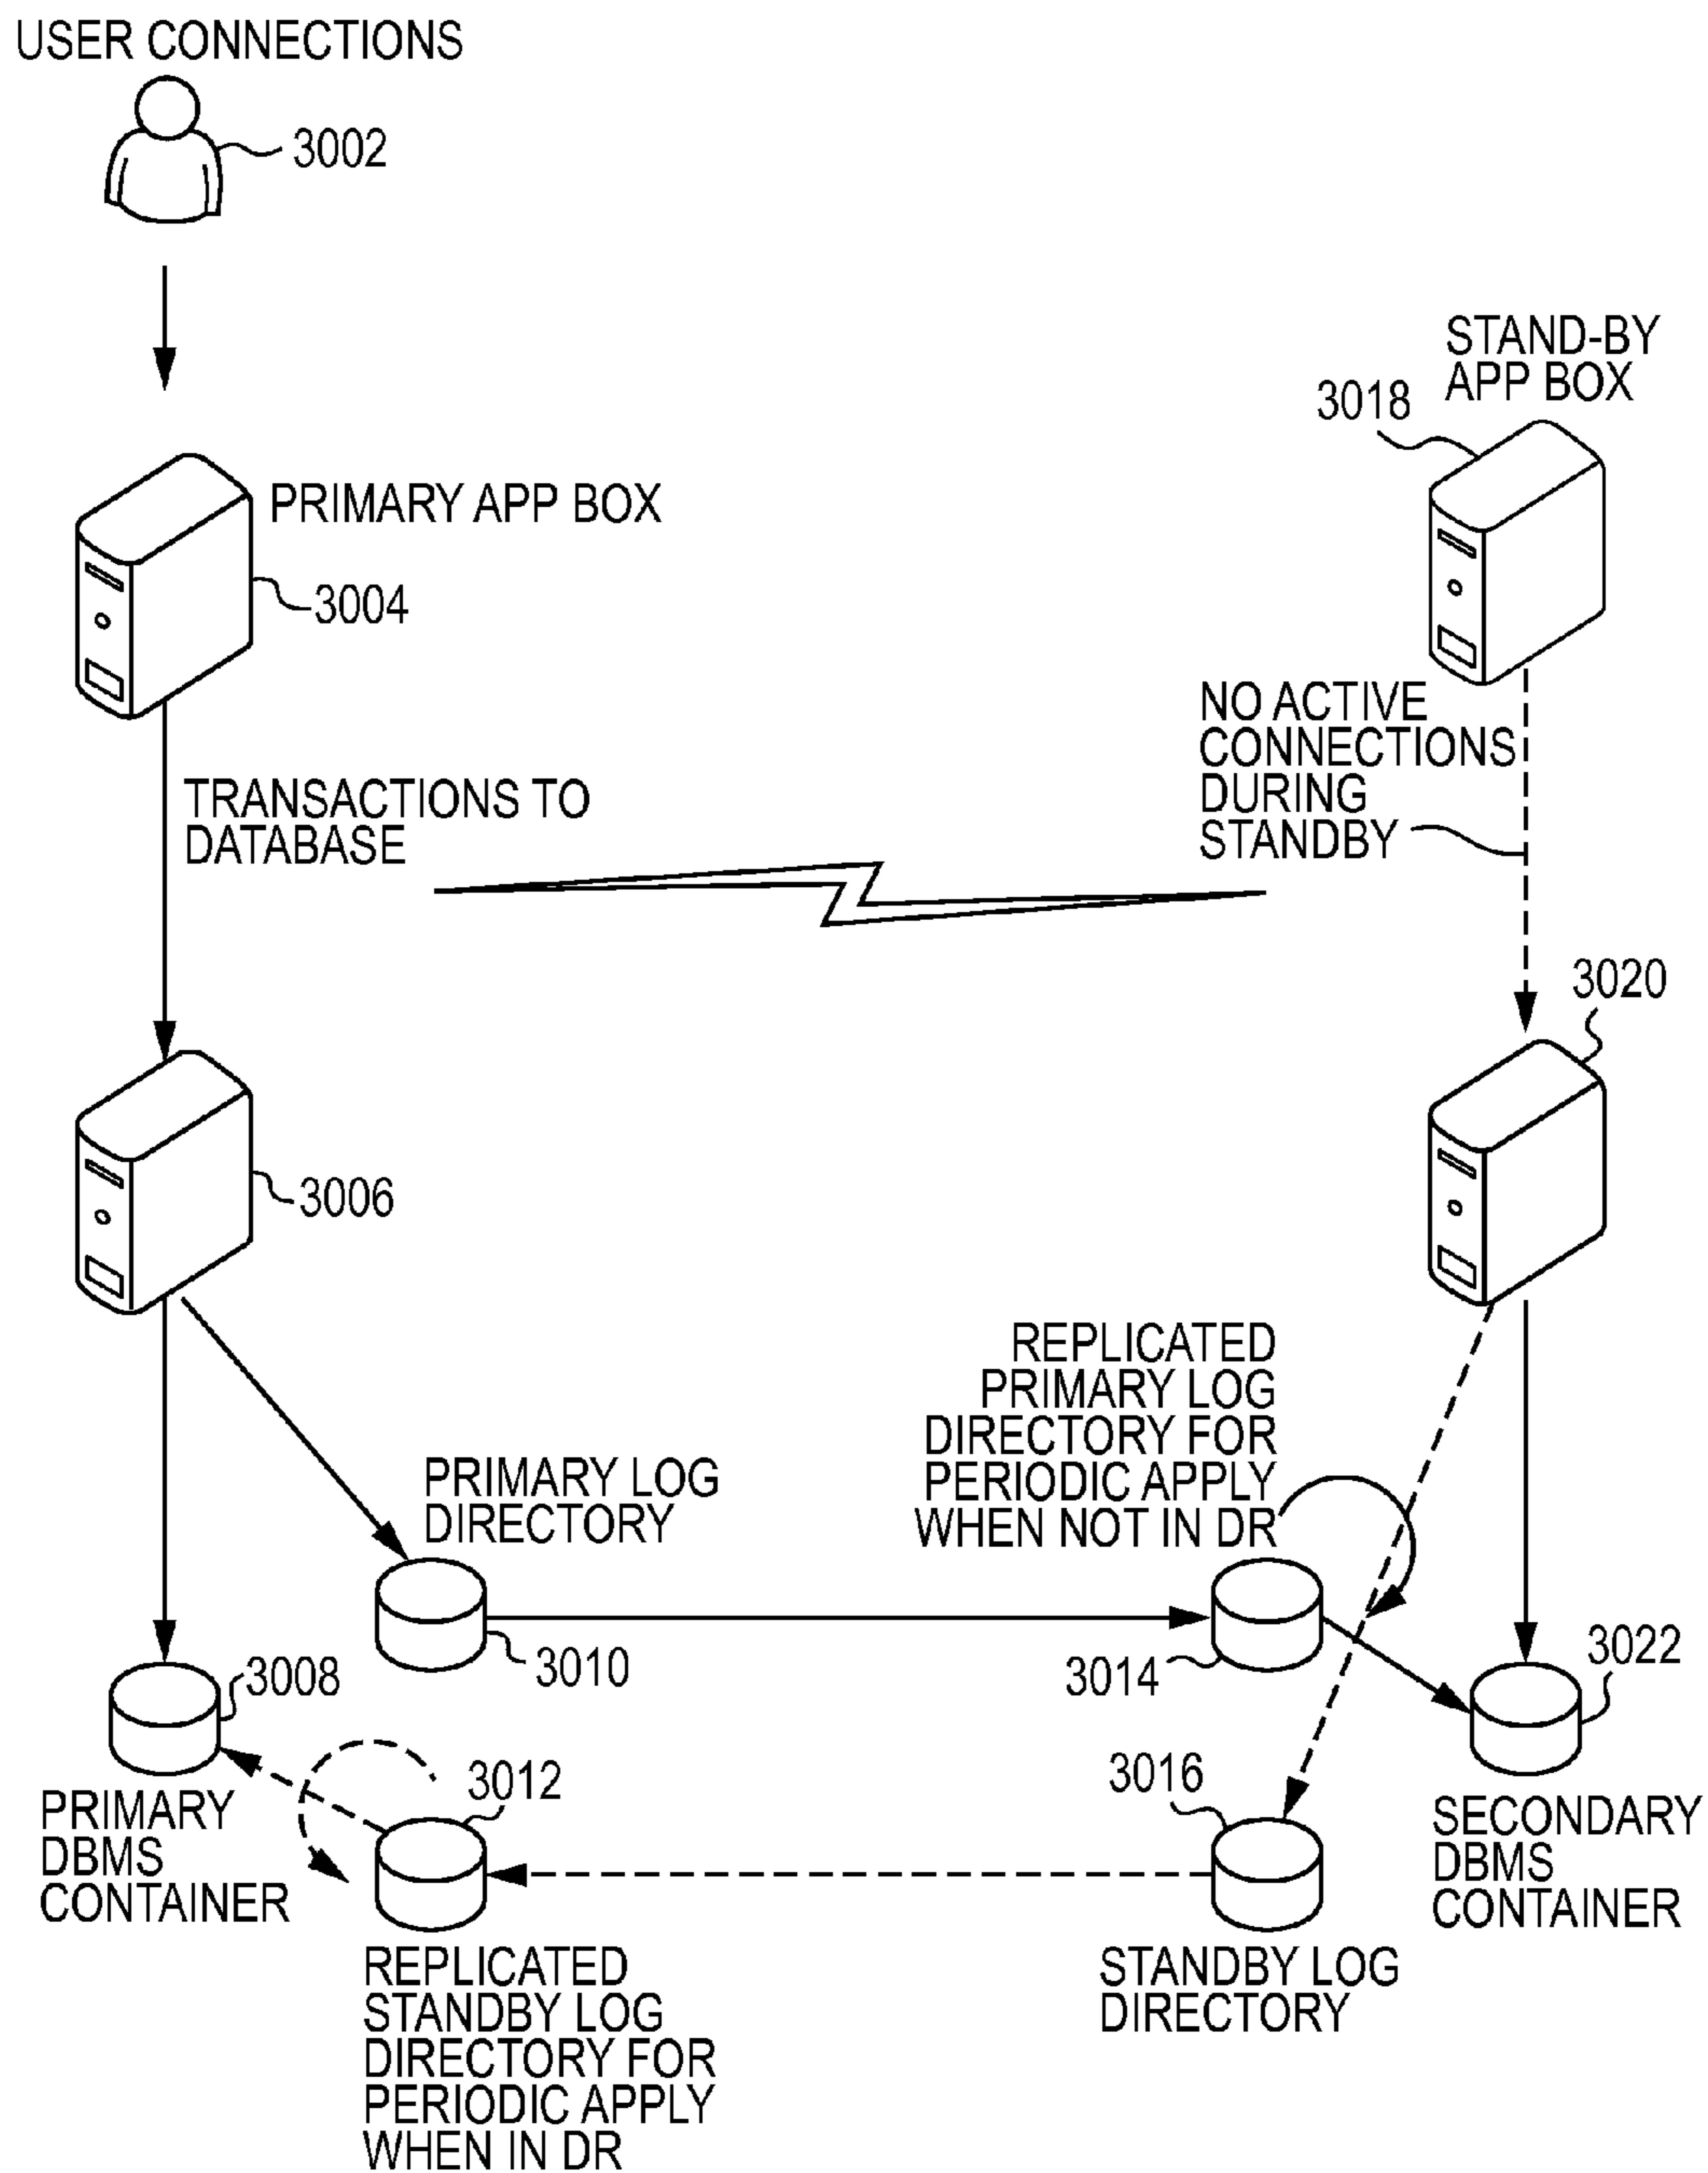 USER CONNECTIONS
3002
STAND-BY
APP BOX
3018
PRIMARY APP BOX
3004
NO ACTIVE
CONNECTIONS
DURING
STANDBY
TRANSACTIONS TO
DATABASE
3020
3006
REPLICATED
PRIMARY LOG
DIRECTORY FOR
PERIODIC APPLY
WHEN NOT IN DR
PRIMARY LOG
DIRECTORY
3010
3014
3022
3008
3012
3016
PRIMARY
DBMS
CONTAINER
SECONDARY
DBMS
CONTAINER
REPLICATED
STANDBY LOG
DIRECTORY FOR
PERIODIC APPLY
WHEN IN DR
STANDBY LOG
DIRECTORY